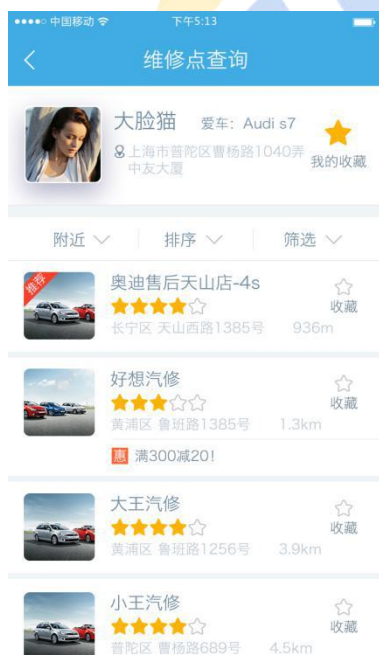 中国移动 下午5:13
维修点查询
大脸猫 爱车：Audi s7
上海市普陀区曹杨路1040弄
中友大厦
我的收藏
附近 排序 筛选
推荐
奥迪售后天山店-4s
收藏
长宁区 天山西路1385号 936m
好想汽修
收藏
黄浦区 鲁班路1385号 1.3km
惠 满300减20！
大王汽修
收藏
黄浦区 鲁班路1256号 3.9km
小王汽修
收藏
普陀区 曹杨路689号 4.5km